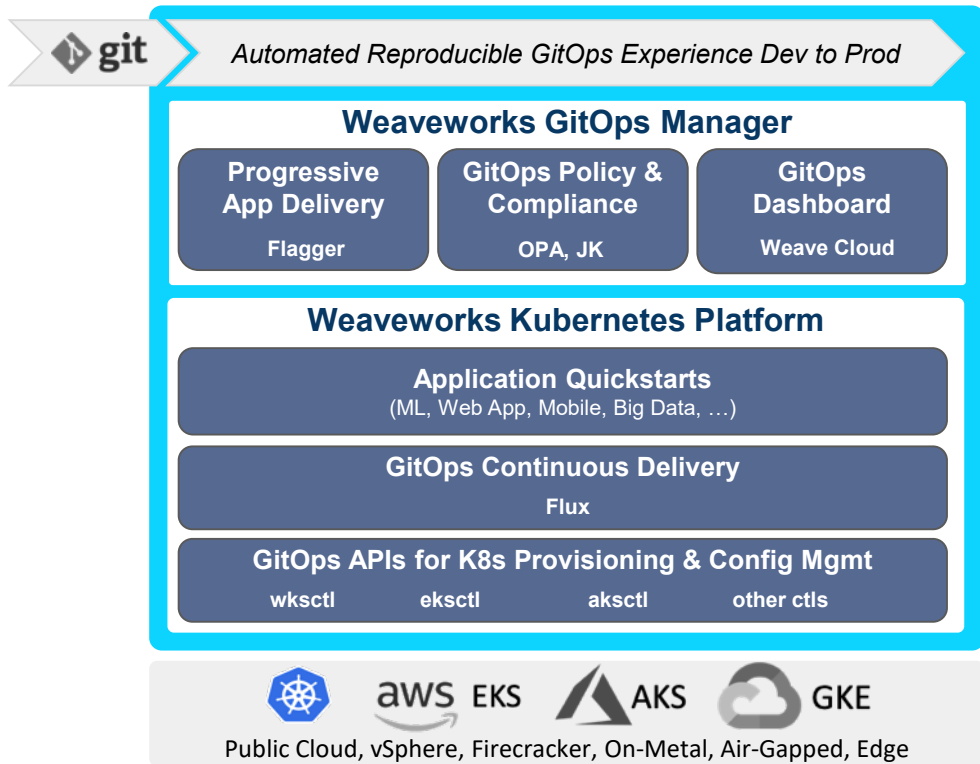 git
Automated Reproducible GitOps Experience Dev to Prod
Weaveworks GitOps Manager
Progressive
App Delivery
Flagger
GitOps Policy &
Compliance
OPA, JK
GitOps
Dashboard
Weave Cloud
Weaveworks Kubernetes Platform
Application Quickstarts
(ML, Web App, Mobile, Big Data, …)
GitOps Continuous Delivery
Flux
GitOps APIs for K8s Provisioning & Config Mgmt
wksctl eksctl aksctl other ctls
aws EKS AKS GKE
Public Cloud, vSphere, Firecracker, On-Metal, Air-Gapped, Edge